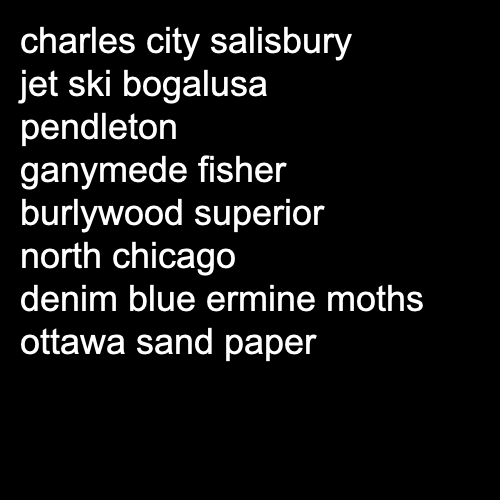 charles city salisbury
jet ski bogalusa
pendleton
ganymede fisher
burlywood superior
north chicago
denim blue ermine moths
ottawa sand paper